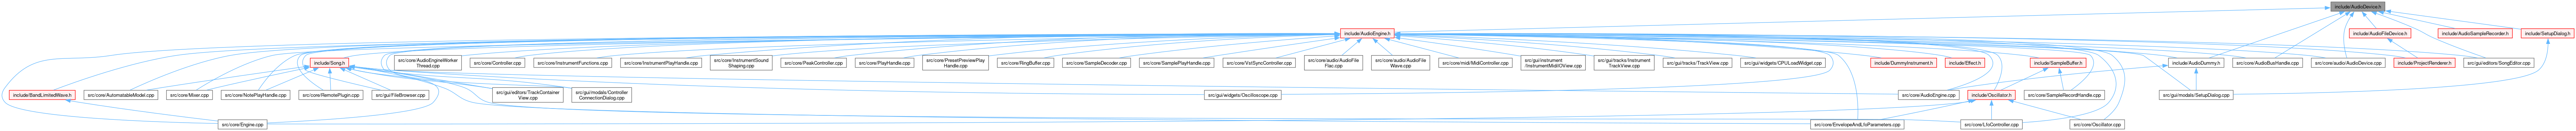 include/AudioDevice.h
include/AudioEngine.h
include/AudioFileDevice.h
include/AudioSampleRecorder.h
include/SetupDialog.h
include/Song.h
src/core/AudioEngineWorker
Thread.cpp
src/core/Controller.cpp
src/core/InstrumentFunctions.cpp
src/core/InstrumentPlayHandle.cpp
src/core/InstrumentSound
Shaping.cpp
src/core/PeakController.cpp
src/core/PlayHandle.cpp
src/core/PresetPreviewPlay
Handle.cpp
src/core/RingBuffer.cpp
src/core/SampleDecoder.cpp
src/core/SamplePlayHandle.cpp
src/core/VstSyncController.cpp
src/core/audio/AudioFile
Flac.cpp
src/core/audio/AudioFile
Wave.cpp
src/core/midi/MidiController.cpp
src/gui/instrument
/InstrumentMidiIOView.cpp
src/gui/tracks/Instrument
TrackView.cpp
src/gui/tracks/TrackView.cpp
src/gui/widgets/CPULoadWidget.cpp
include/DummyInstrument.h
include/Effect.h
include/SampleBuffer.h
include/AudioDummy.h
src/core/AudioBusHandle.cpp
src/core/audio/AudioDevice.cpp
include/ProjectRenderer.h
src/gui/editors/SongEditor.cpp
include/BandLimitedWave.h
src/core/AutomatableModel.cpp
src/core/Mixer.cpp
src/core/NotePlayHandle.cpp
src/core/RemotePlugin.cpp
src/gui/FileBrowser.cpp
src/gui/editors/TrackContainer
View.cpp
src/gui/modals/Controller
ConnectionDialog.cpp
src/gui/widgets/Oscilloscope.cpp
src/core/AudioEngine.cpp
include/Oscillator.h
src/core/SampleRecordHandle.cpp
src/gui/modals/SetupDialog.cpp
src/core/Engine.cpp
src/core/EnvelopeAndLfoParameters.cpp
src/core/LfoController.cpp
src/core/Oscillator.cpp